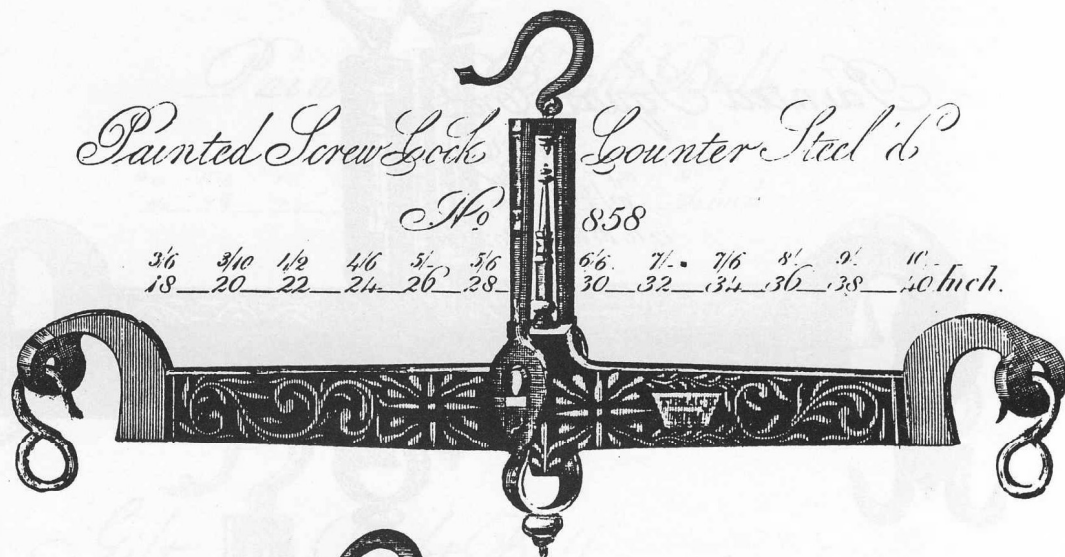 Painted Screw Lock Counter Steel'd
No 858
3/6 3/10 4/2 4/6 5/- 5/6 6/6 7/- 7/6 8/- 9/- 10/-
18 20 22 24 26 28 30 32 34 36 38 40 Inch.